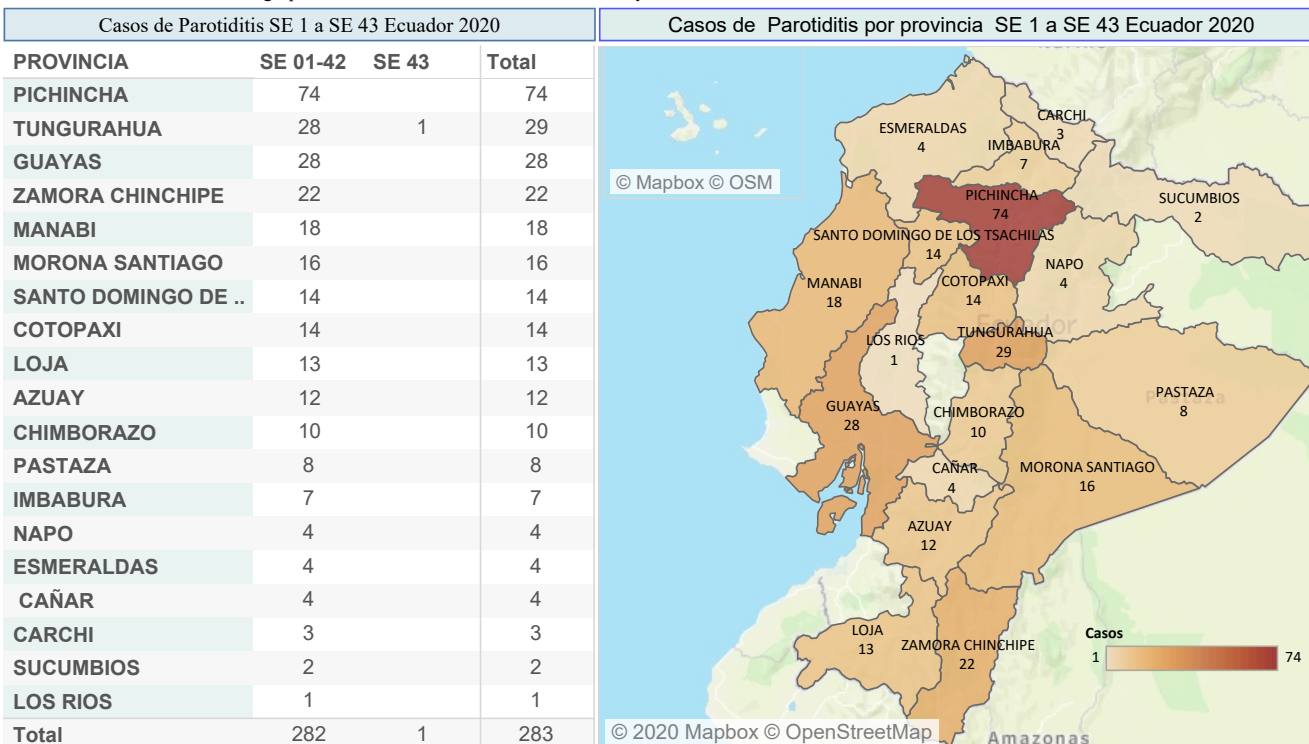 Casos de Parotiditis SE 1 a SE 43 Ecuador 2020
PROVINCIA SE 01-42 SE 43 Total
PICHINCHA 74 74
TUNGURAHUA 28 1 29
GUAYAS 28 28
ZAMORA CHINCHIPE 22 22
MANABI 18 18
MORONA SANTIAGO 16 16
SANTO DOMINGO DE .. 14 14
COTOPAXI 14 14
LOJA 13 13
AZUAY 12 12
CHIMBORAZO 10 10
PASTAZA 8 8
IMBABURA 7 7
NAPO 4 4
ESMERALDAS 4 4
CAÑAR 4 4
CARCHI 3 3
SUCUMBIOS 2 2
LOS RIOS 1 1
Total 282 1 283
Casos de Parotiditis por provincia SE 1 a SE 43 Ecuador 2020
CARCHI
3
ESMERALDAS
4
IMBABURA
7
© Mapbox © OSM
PICHINCHA
74
SUCUMBIOS
2
SANTO DOMINGO DE LOS TSACHILAS
14
NAPO
4
MANABI
18
COTOPAXI
14
Ecuador
TUNGURAHUA
29
LOS RIOS
1
PASTAZA
8
Pastaza
GUAYAS
28
CHIMBORAZO
10
CAÑAR
4
MORONA SANTIAGO
16
AZUAY
12
LOJA
13
ZAMORA CHINCHIPE
22
Casos
1 74
© 2020 Mapbox © OpenStreetMap
Amazonas